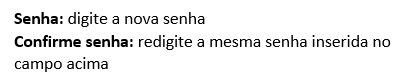 Senha: digite a nova senha
Confirme senha: redigite a mesma senha inserida no
campo acima